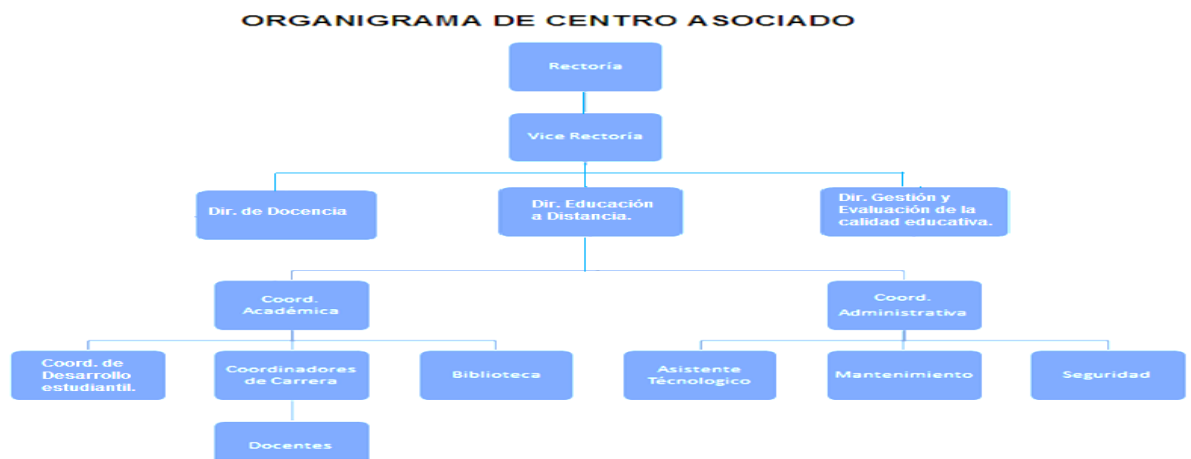 ORGANIGRAMA DE CENTRO ASOCIADO
Rectoría
Vice Rectoría
Dir. de Docencia
Dir. Educación
a Distancia.
Dir. Gestión y
Evaluación de la
calidad educativa.
Coord.
Académica
Coord.
Administrativa
Coord. de
Desarrollo
estudiantil.
Coordinadores
de Carrera
Biblioteca
Asistente
Técnologico
Mantenimiento
Seguridad
Docentes